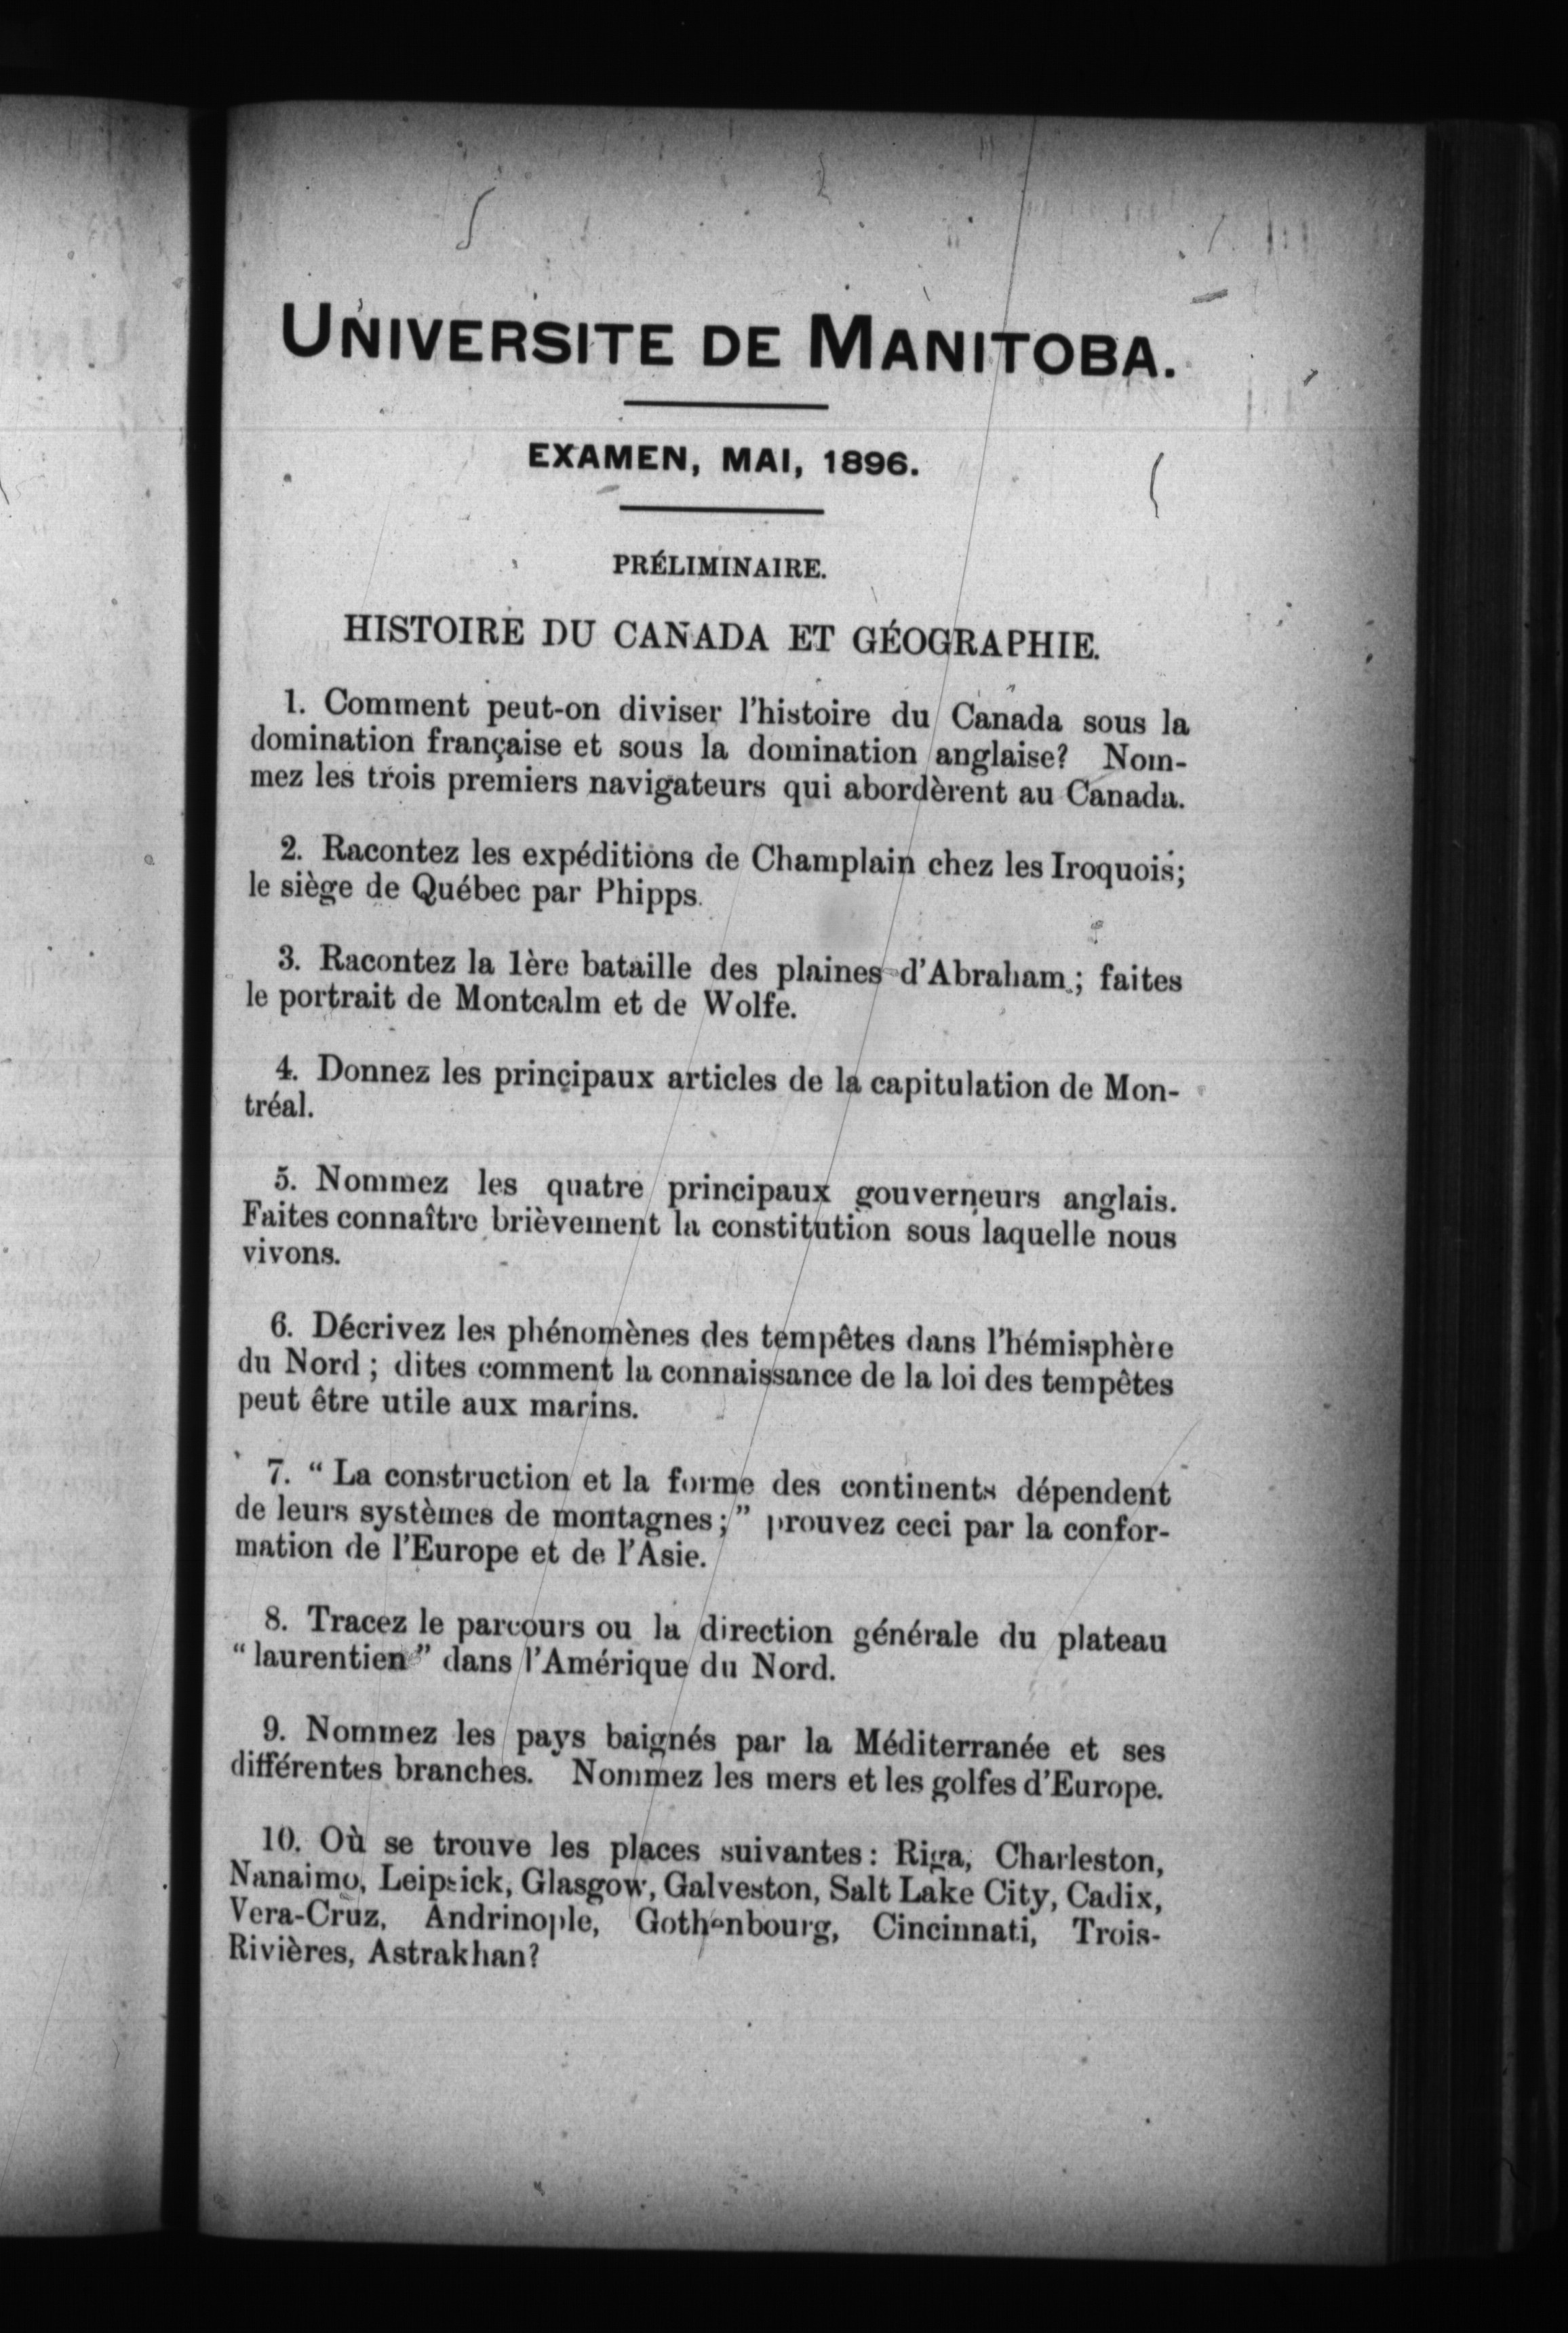 UNIVERSITE DE MANITOBA.
EXAMEN, MAI, 1896.
PRÉLIMINAIRE.
HISTOIRE DU CANADA ET GÉOGRAPHIE.
1. Comment peut-on diviser l'histoire du Canada sous la
domination française et sous la domination anglaise? Nom-
mez les trois premiers navigateurs qui abordèrent au Canada.
2. Racontez les expéditions de Champlain chez les Iroquois;
le siège de Québec par Phipps.
3. Racontez la 1ère bataille des plaines d'Abraham; faites
le portrait de Montcalm et de Wolfe.
4. Donnez les principaux articles de la capitulation de Mon-
tréal.
5. Nommez les quatre principaux gouverneurs anglais.
Faites connaître brièvement la constitution sous laquelle nous
vivons.
6. Décrivez les phénomènes des tempêtes dans l'hémisphère
du Nord; dites comment la connaissance de la loi des tempêtes
peut être utile aux marins.
7. "La construction et la forme des continents dépendent
de leurs systèmes de montagnes;" prouvez ceci par la confor-
mation de l'Europe et de l'Asie.
8. Tracez le parcours ou la direction générale du plateau
"laurentien" dans l'Amérique du Nord.
9. Nommez les pays baignés par la Méditerranée et ses
différentes branches. Nommez les mers et les golfes d'Europe.
10. Où se trouve les places suivantes: Riga, Charleston,
Nanaimo, Leipsick, Glasgow, Galveston, Salt Lake City, Cadix,
Vera-Cruz, Andrinople, Gothenbourg, Cincinnati, Trois-
Rivières, Astrakhan?